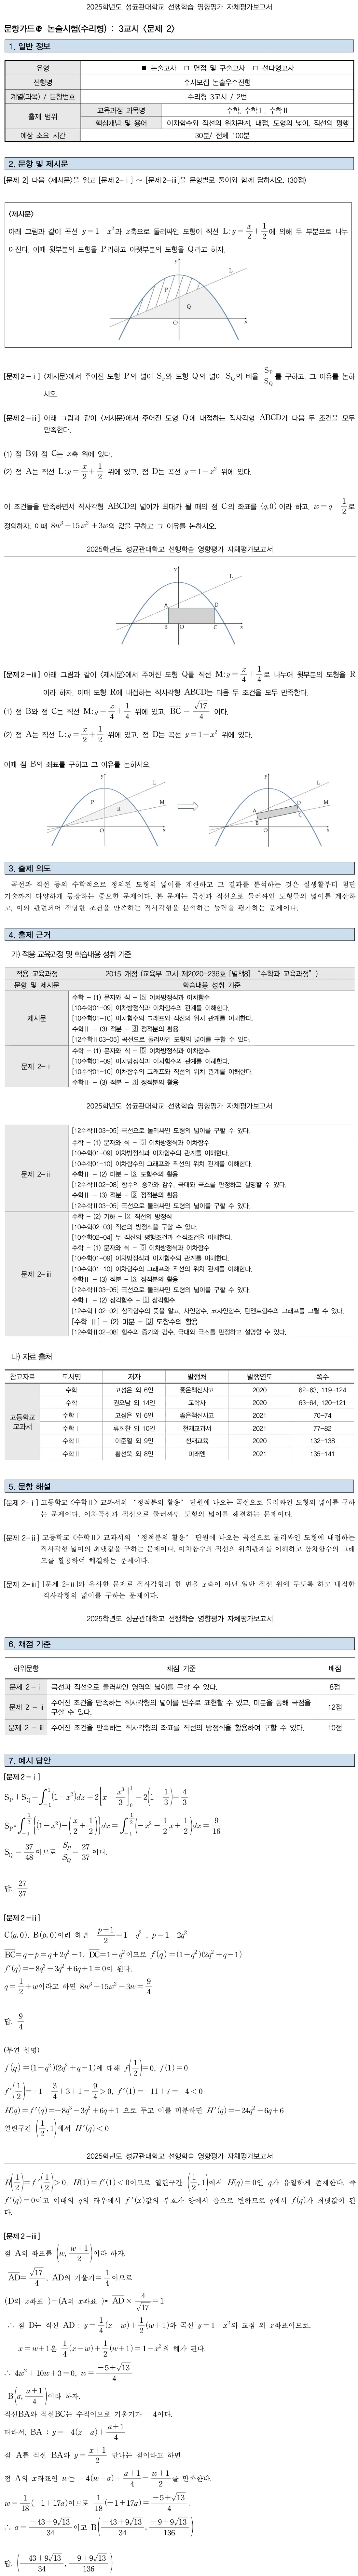 2025학년도 성균관대학교 선행학습 영향평가 자체평가보고서
문항카드⓬ 논술시험(수리형) : 3교시 <문제 2>
1. 일반 정보
유형 ■ 논술고사 □ 면접 및 구술고사 □ 선다형고사
전형명 수시모집 논술우수전형
계열(과목) / 문항번호 수리형 3교시 / 2번
출제 범위 교육과정 과목명 수학, 수학Ⅰ, 수학Ⅱ
핵심개념 및 용어 이차함수와 직선의 위치관계, 내접, 도형의 넓이, 직선의 평행
예상 소요 시간 30분/ 전체 100분
2. 문항 및 제시문
[문제 2] 다음 <제시문>을 읽고 [문제2-ⅰ] ~ [문제2-ⅲ]을 문항별로 풀이와 함께 답하시오. (30점)
<제시문>
아래 그림과 같이 곡선 y=1-x²과 x축으로 둘러싸인 도형이 직선 L: y=x/2+1/2에 의해 두 부분으로 나누
어진다. 이때 윗부분의 도형을 P라하고 아랫부분의 도형을 Q라고 하자.
y
L
P
Q
O
x
[문제2-ⅰ] <제시문>에서 주어진 도형 P의 넓이 S_P와 도형 Q의 넓이 S_Q의 비율 S_P/S_Q를 구하고, 그 이유를 논하
시오.
[문제2-ⅱ] 아래 그림과 같이 <제시문>에서 주어진 도형 Q에 내접하는 직사각형 ABCD가 다음 두 조건을 모두
만족한다.
(1) 점 B와 점 C는 x축 위에 있다.
(2) 점 A는 직선 L: y=x/2+1/2 위에 있고, 점 D는 곡선 y=1-x² 위에 있다.
이 조건들을 만족하면서 직사각형 ABCD의 넓이가 최대가 될 때의 점 C의 좌표를 (q,0)이라 하고, w=q-1/2로
정의하자. 이때 8w³+15w²+3w의 값을 구하고 그 이유를 논하시오.
2025학년도 성균관대학교 선행학습 영향평가 자체평가보고서
y
L
A
D
B
O
C
x
[문제2-ⅲ] 아래 그림과 같이 <제시문>에서 주어진 도형 Q를 직선 M: y=x/4+1/4로 나누어 윗부분의 도형을 R
이라 하자. 이때 도형 R에 내접하는 직사각형 ABCD는 다음 두 조건을 모두 만족한다.
(1) 점 B와 점 C는 직선 M: y=x/4+1/4 위에 있고, BC=√17/4 이다.
(2) 점 A는 직선 L: y=x/2+1/2 위에 있고, 점 D는 곡선 y=1-x² 위에 있다.
이때 점 B의 좌표를 구하고 그 이유를 논하시오.
y
L
P
M
R
O
x
y
L
M
A
D
B
C
O
x
3. 출제 의도
곡선과 직선 등의 수학적으로 정의된 도형의 넓이를 계산하고 그 결과를 분석하는 것은 실생활부터 첨단
기술까지 다양하게 등장하는 중요한 문제이다. 본 문제는 곡선과 직선으로 둘러싸인 도형들의 넓이를 계산하
고, 이와 관련되어 적당한 조건을 만족하는 직사각형을 분석하는 능력을 평가하는 문제이다.
4. 출제 근거
가) 적용 교육과정 및 학습내용 성취 기준
적용 교육과정 2015 개정 (교육부 고시 제2020-236호 [별책8] “수학과 교육과정”)
문항 및 제시문 학습내용 성취 기준
제시문
수학 - (1) 문자와 식 - ⑤ 이차방정식과 이차함수
[10수학01-09] 이차방정식과 이차함수의 관계를 이해한다.
[10수학01-10] 이차함수의 그래프와 직선의 위치 관계를 이해한다.
수학Ⅱ - (3) 적분 - ③ 정적분의 활용
[12수학Ⅱ03-05] 곡선으로 둘러싸인 도형의 넓이를 구할 수 있다.
문제 2-ⅰ
수학 - (1) 문자와 식 - ⑤ 이차방정식과 이차함수
[10수학01-09] 이차방정식과 이차함수의 관계를 이해한다.
[10수학01-10] 이차함수의 그래프와 직선의 위치 관계를 이해한다.
수학Ⅱ - (3) 적분 - ③ 정적분의 활용
2025학년도 성균관대학교 선행학습 영향평가 자체평가보고서
[12수학Ⅱ03-05] 곡선으로 둘러싸인 도형의 넓이를 구할 수 있다.
문제 2-ⅱ
수학 - (1) 문자와 식 - ⑤ 이차방정식과 이차함수
[10수학01-09] 이차방정식과 이차함수의 관계를 이해한다.
[10수학01-10] 이차함수의 그래프와 직선의 위치 관계를 이해한다.
수학Ⅱ - (2) 미분 - ③ 도함수의 활용
[12수학Ⅱ02-08] 함수의 증가와 감수, 극대와 극소를 판정하고 설명할 수 있다.
수학Ⅱ - (3) 적분 - ③ 정적분의 활용
[12수학Ⅱ03-05] 곡선으로 둘러싸인 도형의 넓이를 구할 수 있다.
문제 2-ⅲ
수학 - (2) 기하 - ② 직선의 방정식
[10수학02-03] 직선의 방정식을 구할 수 있다.
[10수학02-04] 두 직선의 평행조건과 수직조건을 이해한다.
수학 - (1) 문자와 식 - ⑤ 이차방정식과 이차함수
[10수학01-09] 이차방정식과 이차함수의 관계를 이해한다.
[10수학01-10] 이차함수의 그래프와 직선의 위치 관계를 이해한다.
수학Ⅱ - (3) 적분 - ③ 정적분의 활용
[12수학Ⅱ03-05] 곡선으로 둘러싸인 도형의 넓이를 구할 수 있다.
수학Ⅰ - (2) 삼각함수 - ① 삼각함수
[12수학Ⅰ02-02] 삼각함수의 뜻을 알고, 사인함수, 코사인함수, 탄젠트함수의 그래프를 그릴 수 있다.
[수학 Ⅱ] - (2) 미분 - ③ 도함수의 활용
[12수학Ⅱ02-08] 함수의 증가와 감수, 극대와 극소를 판정하고 설명할 수 있다.
나) 자료 출처
참고자료 도서명 저자 발행처 발행연도 쪽수
고등학교 교과서
수학 고성은 외 6인 좋은책신사고 2020 62-63, 119-124
수학 권오남 외 14인 교학사 2020 63-64, 120-121
수학Ⅰ 고성은 외 6인 좋은책신사고 2021 70-74
수학Ⅰ 류희찬 외 10인 천재교과서 2021 77-82
수학Ⅱ 이준열 외 9인 천재교육 2020 132-138
수학Ⅱ 황선욱 외 8인 미래엔 2021 135-141
5. 문항 해설
[문제 2-ⅰ] 고등학교 <수학Ⅱ> 교과서의 “정적분의 활용” 단원에 나오는 곡선으로 둘러싸인 도형의 넓이를 구하
는 문제이다. 이차곡선과 직선으로 둘러싸인 도형의 넓이를 해결하는 문제이다.
[문제 2-ⅱ] 고등학교 <수학Ⅱ> 교과서의 ‘정적분의 활용’ 단원에 나오는 곡선으로 둘러싸인 도형에 내접하는
직사각형 넓이의 최댓값을 구하는 문제이다. 이차함수의 직선의 위치관계를 이해하고 삼차함수의 그래
프를 활용하여 해결하는 문제이다.
[문제 2-ⅲ] [문제 2-ⅱ]와 유사한 문제로 직사각형의 한 변을 x축이 아닌 일반 직선 위에 두도록 하고 내접한
직사각형의 넓이를 구하는 문제이다.
2025학년도 성균관대학교 선행학습 영향평가 자체평가보고서
6. 채점 기준
하위문항 채점 기준 배점
문제 2-ⅰ 곡선과 직선으로 둘러싸인 영역의 넓이를 구할 수 있다. 8점
문제 2-ⅱ 주어진 조건을 만족하는 직사각형의 넓이를 변수로 표현할 수 있고, 미분을 통해 극점을
구할 수 있다. 12점
문제 2-ⅲ 주어진 조건을 만족하는 직사각형의 좌표를 직선의 방정식을 활용하여 구할 수 있다. 10점
7. 예시 답안
[문제2-ⅰ]
S_P+S_Q=∫_{-1}^{1}(1-x²)dx=2[x-x³/3]_0^1=2(1-1/3)=4/3
S_P=∫_{-1}^{1/2}{(1-x²)-(x/2+1/2)}dx=∫_{-1}^{1/2}(-x²-1/2x+1/2)dx=9/16
S_Q=37/48이므로 S_P/S_Q=27/37이다.
답: 27/37
[문제2-ⅱ]
C(q,0), B(p,0)이라 하면 (p+1)/2=1-q², p=1-2q²
BC=q-p=q+2q²-1, DC=1-q²이므로 f(q)=(1-q²)(2q²+q-1)
f'(q)=-8q³-3q²+6q+1=0이 된다.
q=1/2+w이라고 하면 8w³+15w²+3w=9/4
답: 9/4
(부연 설명)
f(q)=(1-q²)(2q²+q-1)에 대해 f(1/2)=0, f(1)=0
f'(1/2)=-1-3/4+3+1=9/4>0, f'(1)=-11+7=-4<0
H(q)=f'(q)=-8q³-3q²+6q+1 으로 두고 이를 미분하면 H'(q)=-24q²-6q+6
열린구간 (1/2,1)에서 H'(q)<0
2025학년도 성균관대학교 선행학습 영향평가 자체평가보고서
H(1/2)=f'(1/2)>0, H(1)=f'(1)<0이므로 열린구간 (1/2,1)에서 H(q)=0인 q가 유일하게 존재한다. 즉
f'(q)=0이고 이때의 q의 좌우에서 f'(x)값의 부호가 양에서 음으로 변하므로 q에서 f(q)가 최댓값이 된
다.
[문제2-ⅲ]
점 A의 좌표를 (w, (w+1)/2)이라 하자.
AD=√17/4, AD의 기울기=1/4이므로
(D의 x좌표)-(A의 x좌표)=AD×4/√17=1
∴ 점 D는 직선 AD : y=1/4(x-w)+1/2(w+1)와 곡선 y=1-x²의 교점 의 x좌표이므로,
x=w+1은 1/4(x-w)+1/2(w+1)=1-x²의 해가 된다.
∴ 4w²+10w+3=0, w=(-5+√13)/4
B(a, (a+1)/4)이라 하자.
직선BA와 직선BC는 수직이므로 기울기가 -4이다.
따라서, BA : y=-4(x-a)+(a+1)/4
점 A를 직선 BA와 y=(x+1)/2 만나는 점이라고 하면
점 A의 x좌표인 w는 -4(w-a)+(a+1)/4=(w+1)/2를 만족한다.
w=1/18(-1+17a)이므로 1/18(-1+17a)=(-5+√13)/4.
∴ a=(-43+9√13)/34이고 B((-43+9√13)/34, (-9+9√13)/136)
답: ((-43+9√13)/34, (-9+9√13)/136)